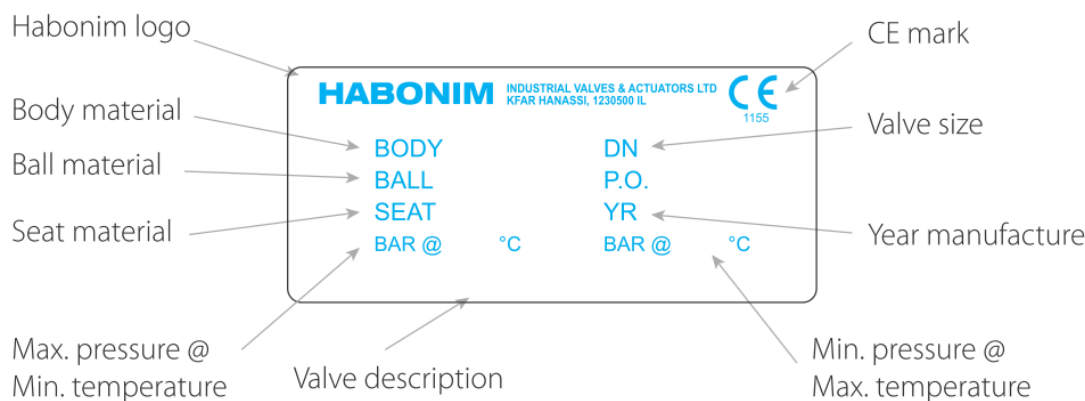 Habonim logo
CE mark
HABONIM INDUSTRIAL VALVES & ACTUATORS LTD
KFAR HANASSI, 1230500 IL
CE
1155
Body material
Valve size
BODY DN
Ball material
BALL P.O.
Seat material
SEAT YR
Year manufacture
BAR @ °C BAR @ °C
Max. pressure @
Min. temperature
Valve description
Min. pressure @
Max. temperature